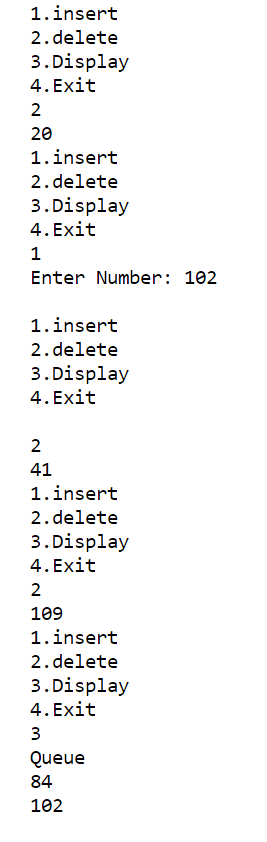 1.insert
2.delete
3.Display
4.Exit
2
20
1.insert
2.delete
3.Display
4.Exit
1
Enter Number: 102
1.insert
2.delete
3.Display
4.Exit
2
41
1.insert
2.delete
3.Display
4.Exit
2
109
1.insert
2.delete
3.Display
4.Exit
3
Queue
84
102